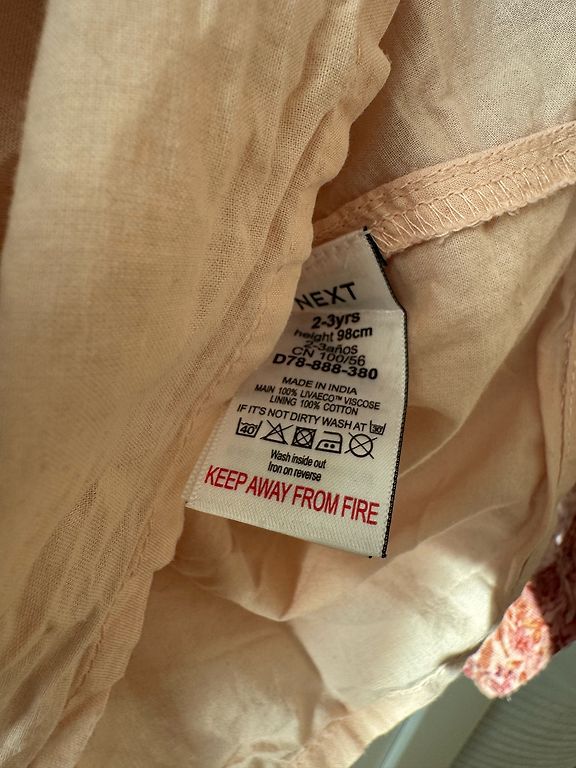 NEXT
2-3yrs
height 98cm
2-3años
CN 100/56
D78-888-380
MADE IN INDIA
MAIN 100% LIVAECO™ VISCOSE
LINING 100% COTTON
IF IT'S NOT DIRTY WASH AT 30°
40°
Wash inside out
Iron on reverse
KEEP AWAY FROM FIRE